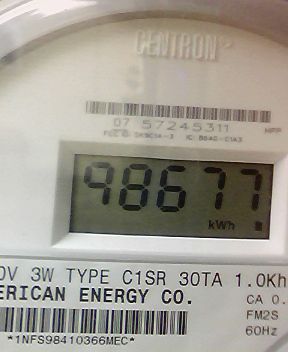 CENTRON
07 57245311
98677
kWh
0V 3W TYPE C1SR 30TA 1.0Kh
ERICAN ENERGY CO. CA 0.
FM2S
60Hz
*1NFS98410366MEC*